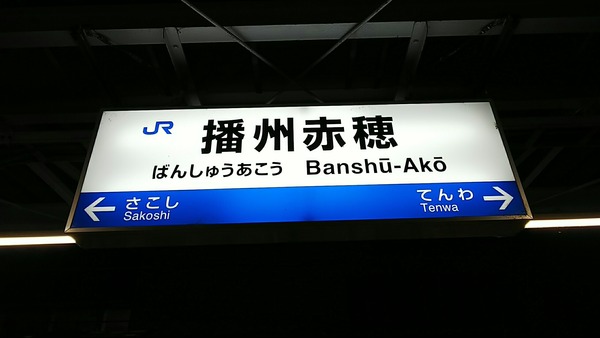 JR 播州赤穂
ばんしゅうあこう Banshū-Akō
← さこし てんわ →
Sakoshi Tenwa